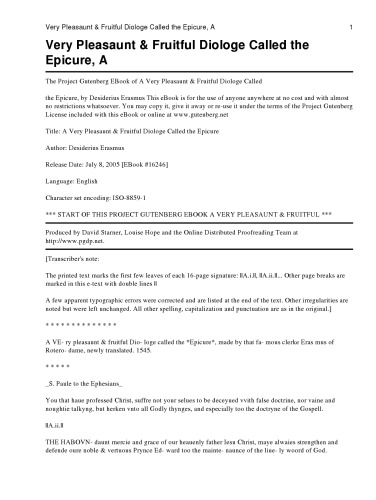 Very Pleasaunt & Fruitful Diologe Called the Epicure, A 1
Very Pleasaunt & Fruitful Diologe Called the
Epicure, A
The Project Gutenberg EBook of A Very Pleasaunt & Fruitful Diologe Called
the Epicure, by Desiderius Erasmus This eBook is for the use of anyone anywhere at no cost and with almost
no restrictions whatsoever. You may copy it, give it away or re-use it under the terms of the Project Gutenberg
License included with this eBook or online at www.gutenberg.net
Title: A Very Pleasaunt & Fruitful Diologe Called the Epicure
Author: Desiderius Erasmus
Release Date: July 8, 2005 [EBook #16246]
Language: English
Character set encoding: ISO-8859-1
*** START OF THIS PROJECT GUTENBERG EBOOK A VERY PLEASAUNT & FRUITFUL ***
Produced by David Starner, Louise Hope and the Online Distributed Proofreading Team at
http://www.pgdp.net.
[Transcriber's note:
The printed text marks the first few leaves of each 16-page signature: ||A.i.||, ||A.ii.||... Other page breaks are
marked in this e-text with double lines ||
A few apparent typographic errors were corrected and are listed at the end of the text. Other irregularities are
noted but were left unchanged. All other spelling, capitalization and punctuation are as in the original.]
* * * * * * * * * * * * * *
A VE- ry pleasaunt & fruitful Dio- loge called the *Epicure*, made by that fa- mous clerke Eras mus of
Rotero- dame, newly translated. 1545.
* * * * *
_S. Paule to the Ephesians_
You that haue professed Christ, suffre not your selues to be deceyued vvith false doctrine, nor vaine and
noughtie talkyng, but herken vnto all Godly thynges, and especially too the doctryne of the Gospell.
||A.ii.||
THE HABOVN- daunt mercie and grace of our heauenly father Iesu Christ, maye alwaies strengthen and
defende oure noble & vertuous Prynce Ed- ward too the mainte- naunce of the liue- ly woord of God.